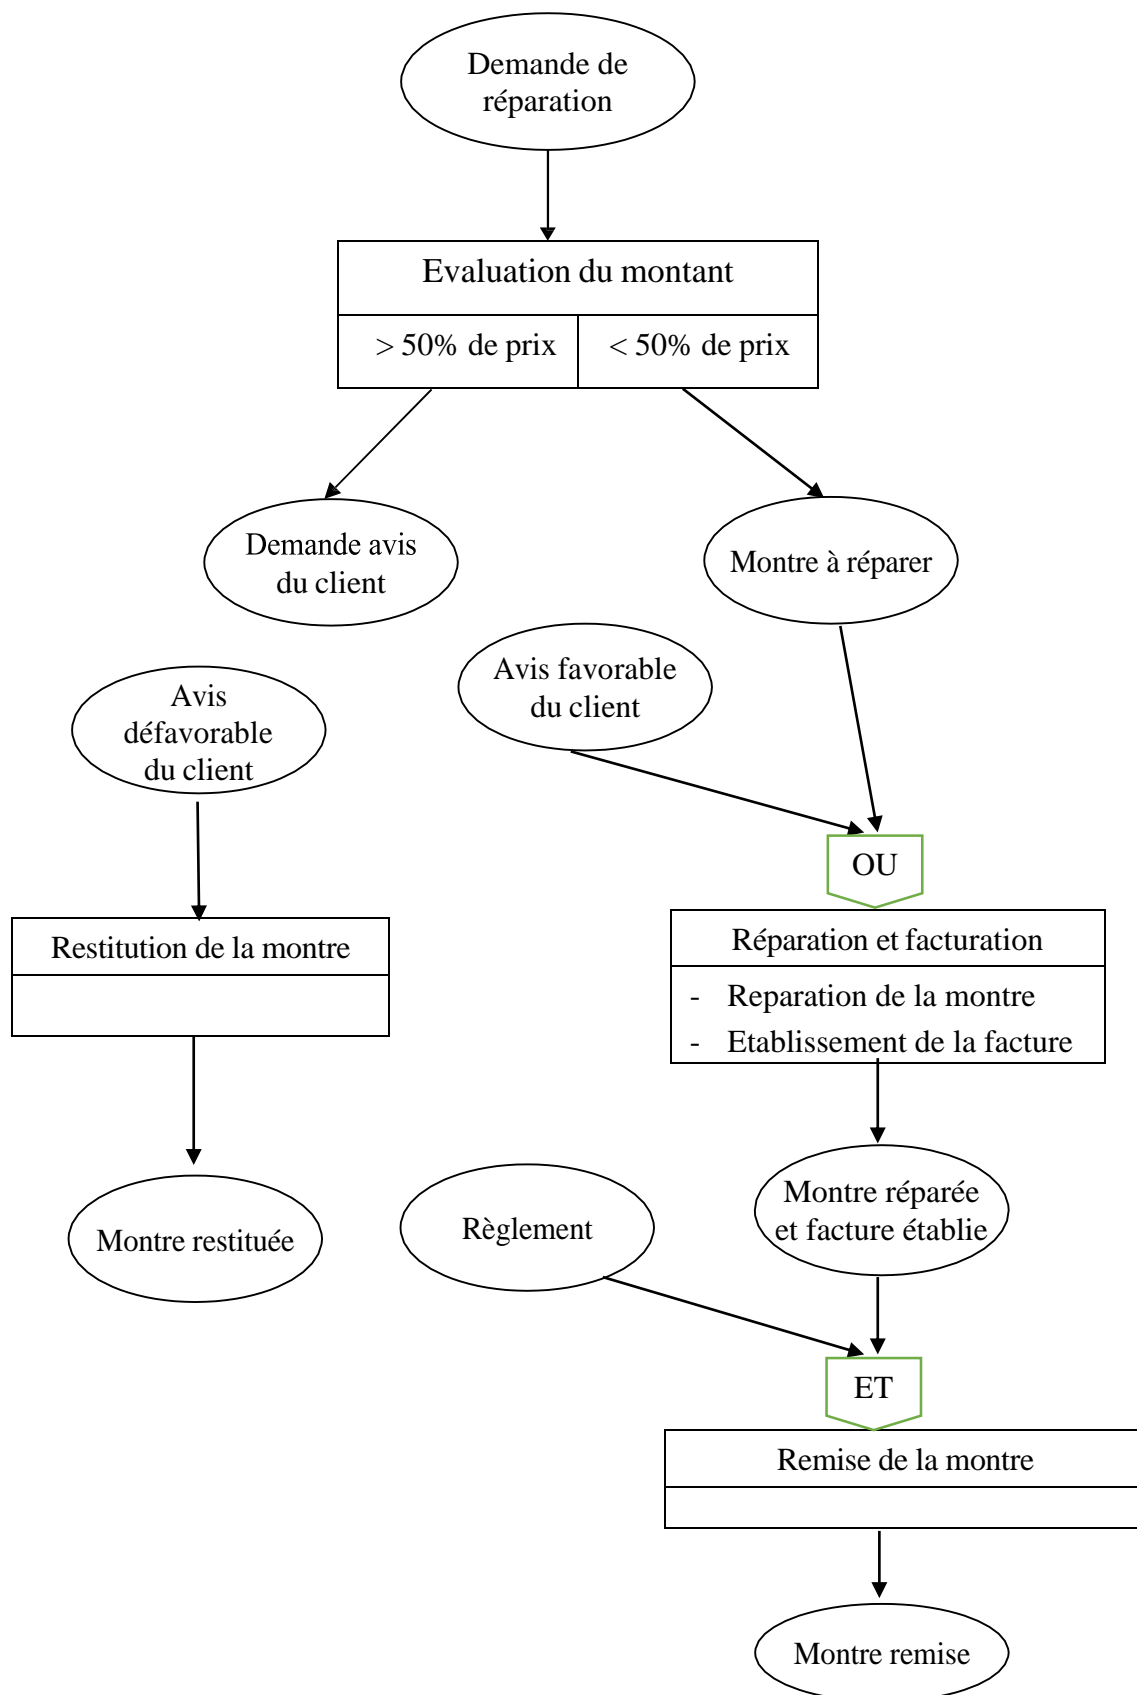 Demande de
réparation
Evaluation du montant
> 50% de prix
< 50% de prix
Demande avis
du client
Montre à réparer
Avis favorable
du client
Avis
défavorable
du client
OU
Restitution de la montre
Réparation et facturation
- Reparation de la montre
- Etablissement de la facture
Montre réparée
et facture établie
Règlement
Montre restituée
ET
Remise de la montre
Montre remise